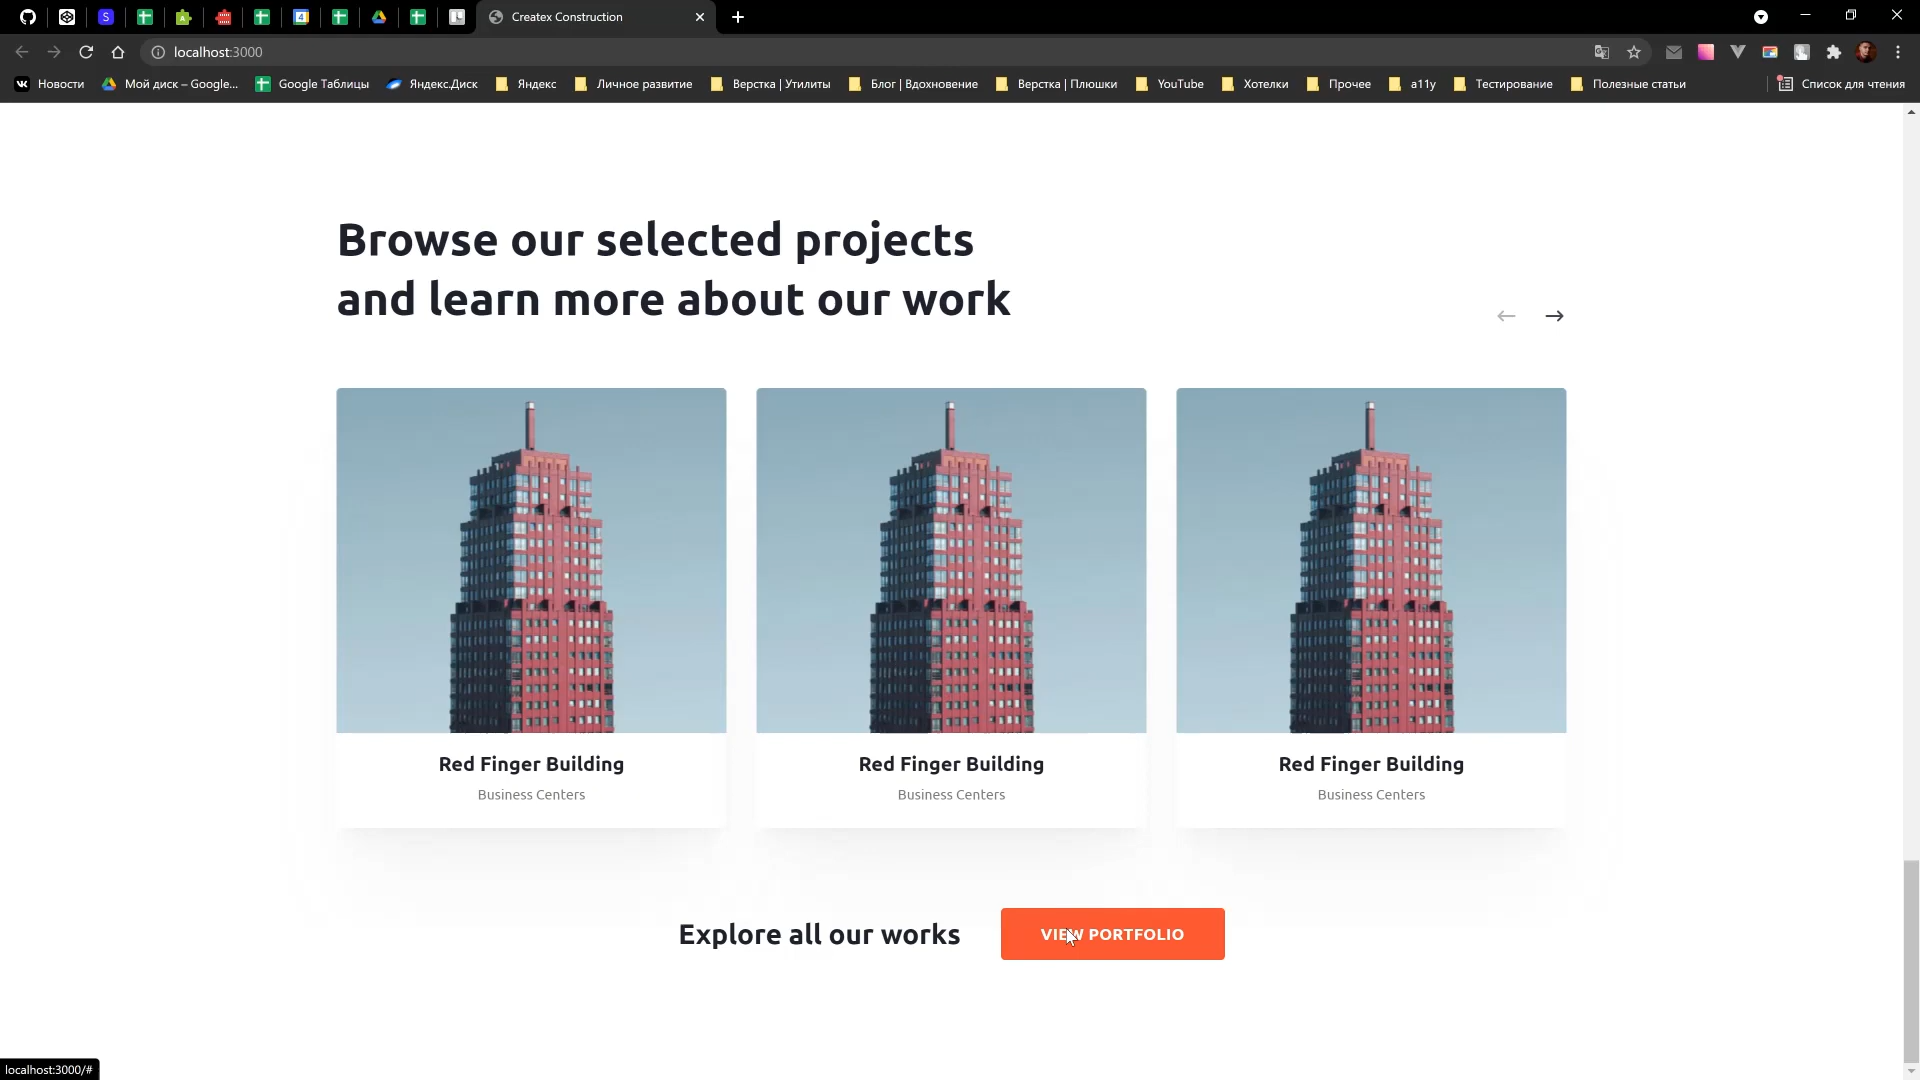 Createx Construction
localhost:3000
Новости
Мой диск – Google...
Google Таблицы
Яндекс.Диск
Яндекс
Личное развитие
Верстка | Утилиты
Блог | Вдохновение
Верстка | Плюшки
YouTube
Хотелки
Прочее
a11y
Тестирование
Полезные статьи
Список для чтения
Browse our selected projects
and learn more about our work
Red Finger Building
Business Centers
Red Finger Building
Business Centers
Red Finger Building
Business Centers
Explore all our works
VIEW PORTFOLIO
localhost:3000/#